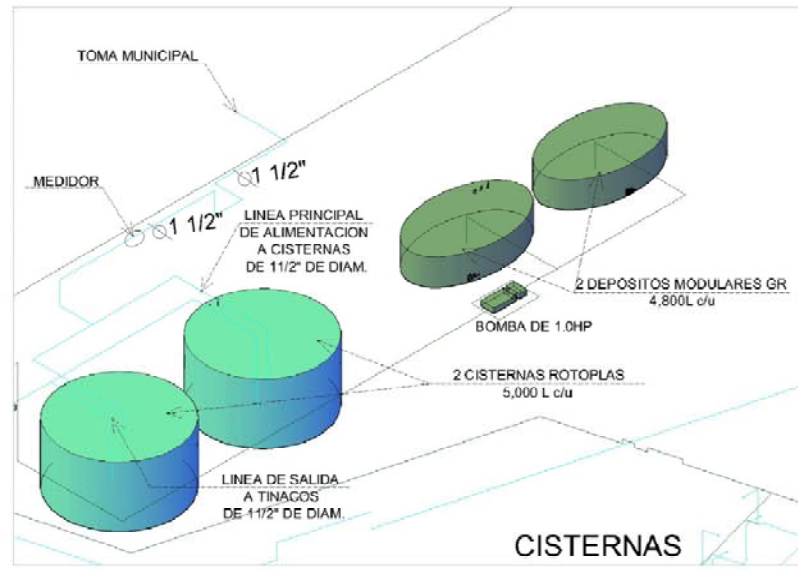 TOMA MUNICIPAL
1 1/2"
MEDIDOR
1 1/2"
LINEA PRINCIPAL
DE ALIMENTACION
A CISTERNAS
DE 11/2" DE DIAM.
2 DEPOSITOS MODULARES GR
4,800L c/u
BOMBA DE 1.0HP
2 CISTERNAS ROTOPLAS
5,000 L c/u
LINEA DE SALIDA
A TINACOS
DE 11/2" DE DIAM.
CISTERNAS